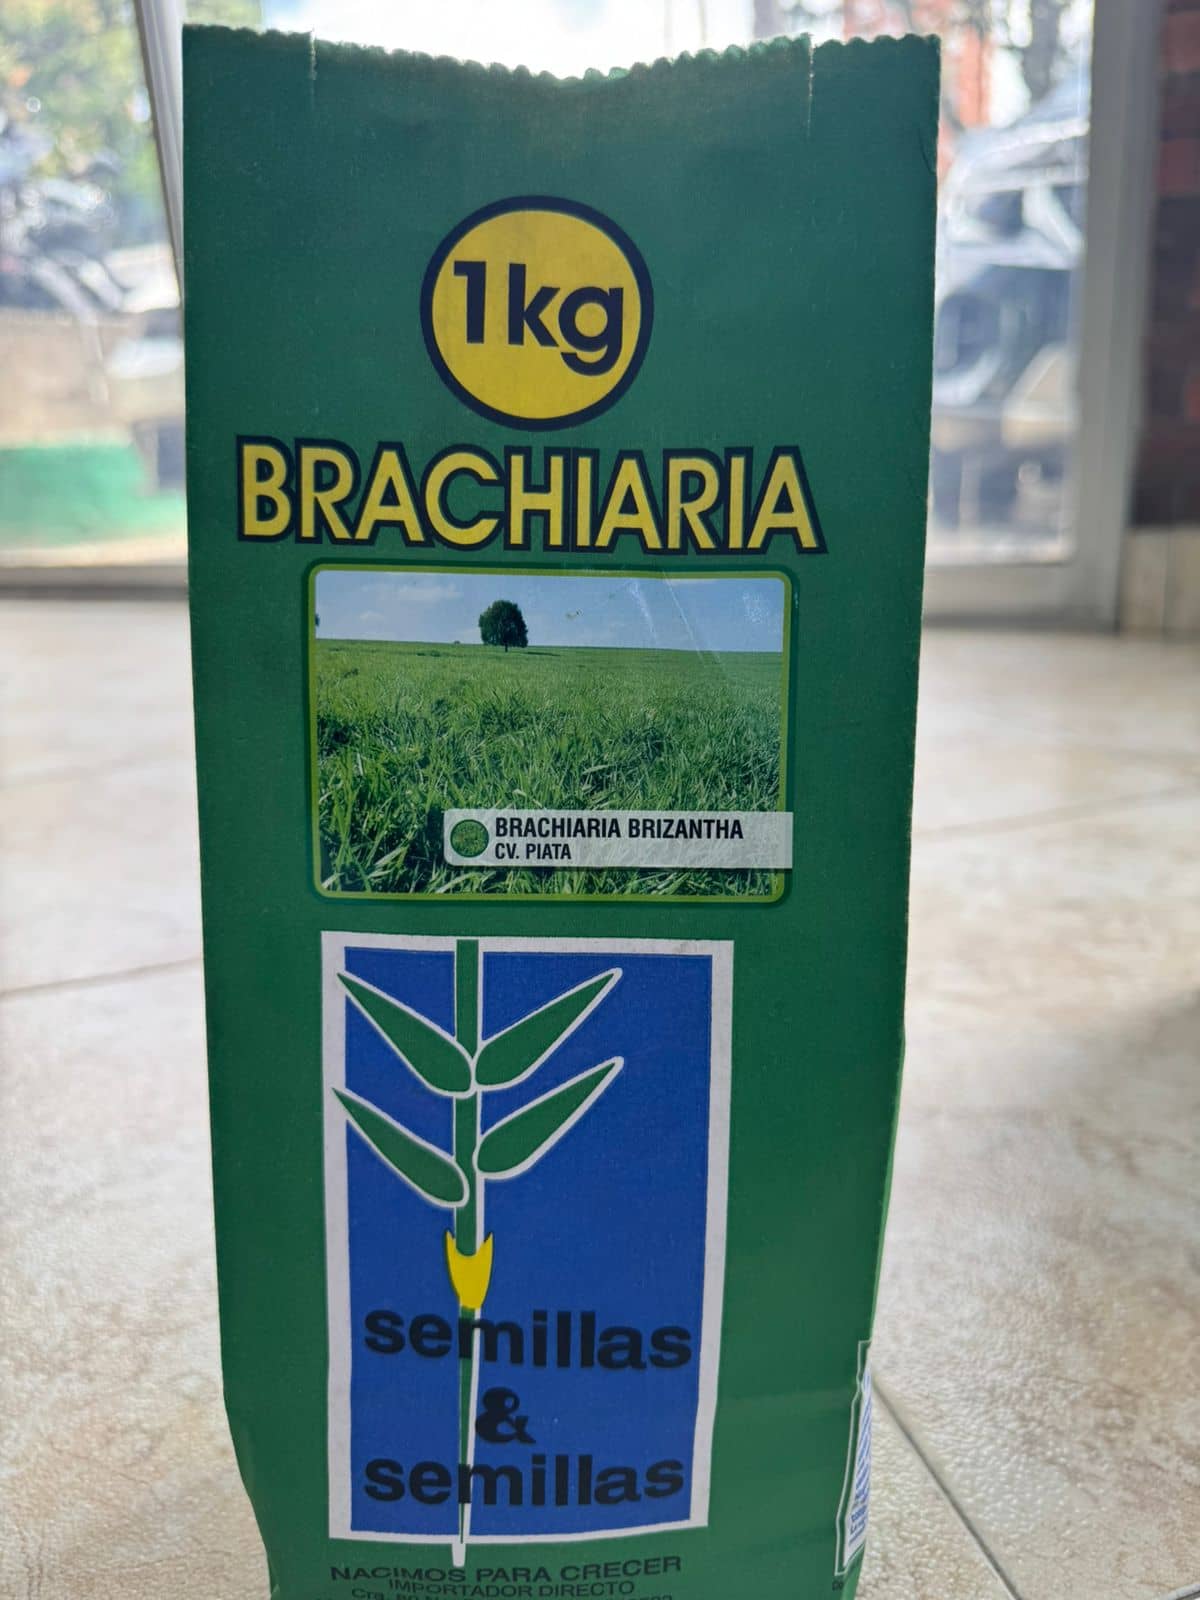 1kg
BRACHIARIA
BRACHIARIA BRIZANTHA
CV. PIATA
semillas
&
semillas
NACIMOS PARA CRECER
IMPORTADOR DIRECTO